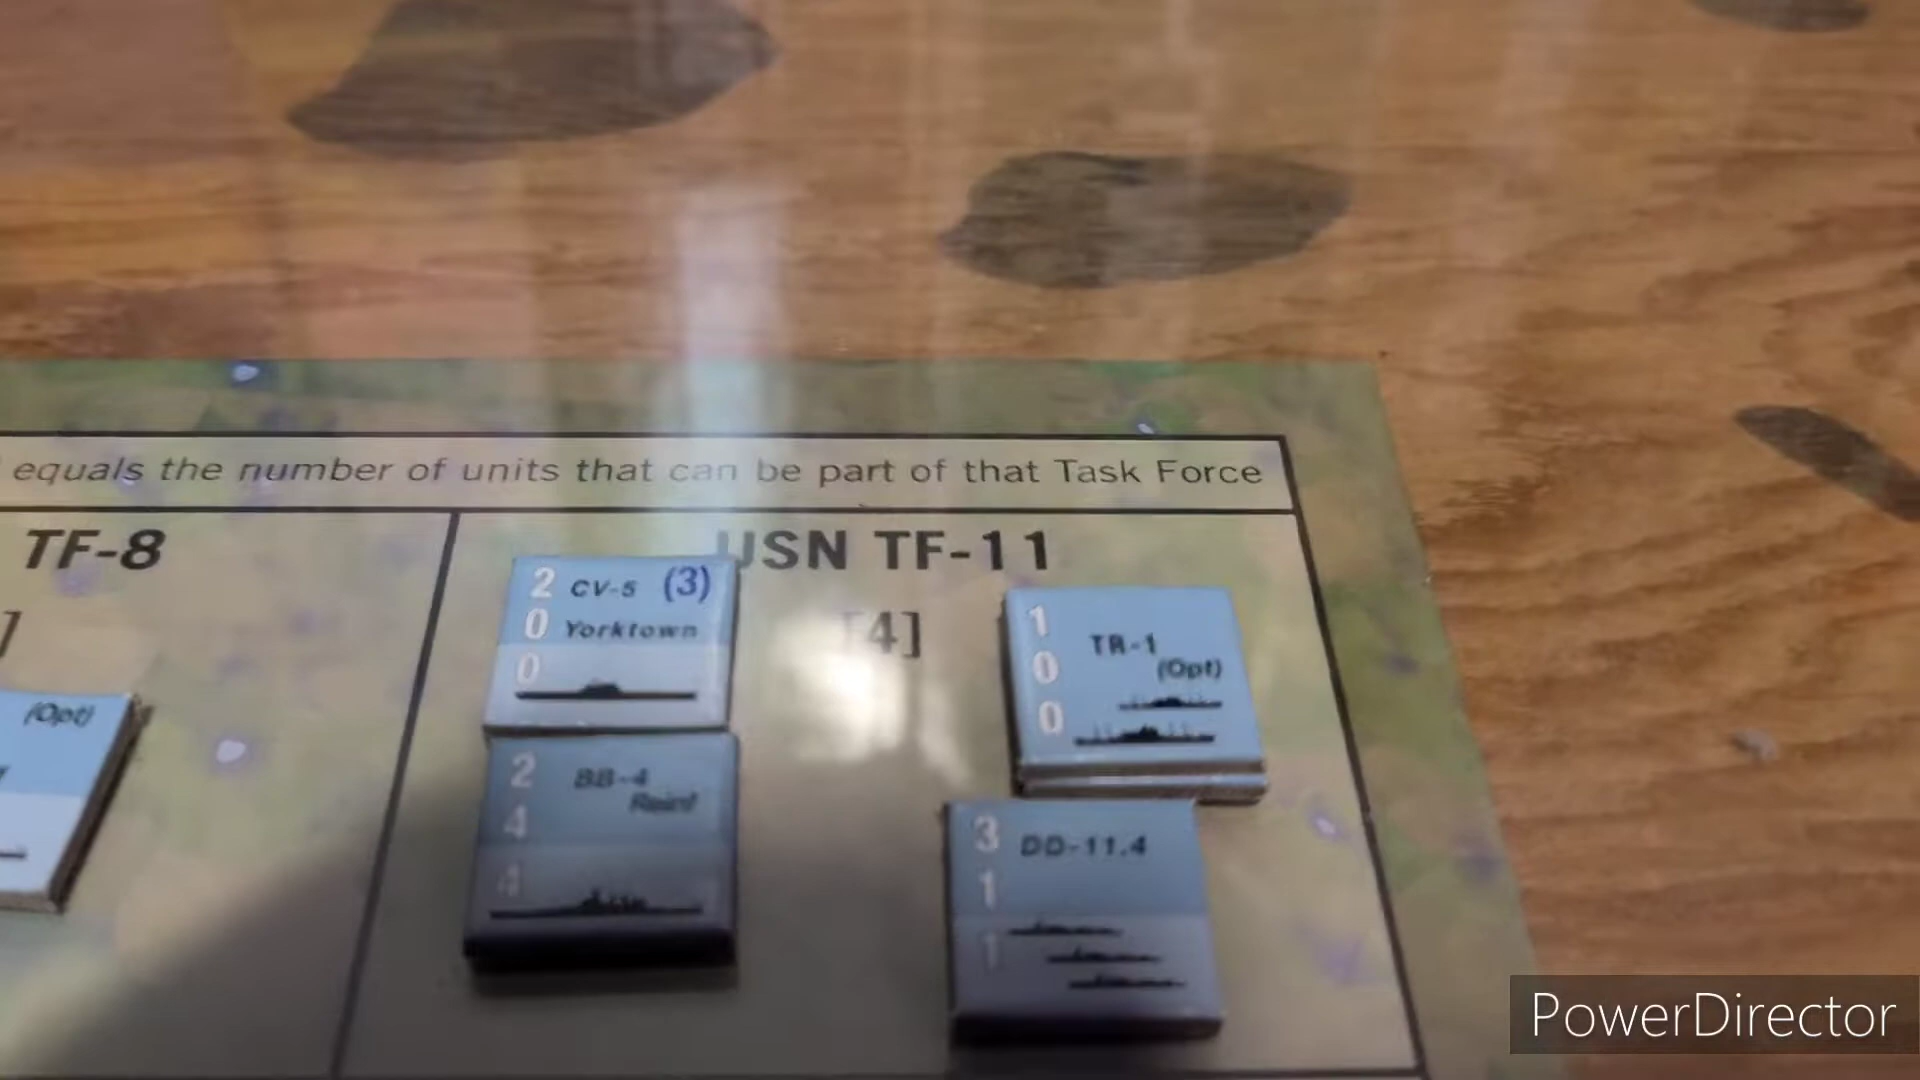 equals the number of units that can be part of that Task Force
TF-8
USN TF-11
4]
]
(Opt)
2 CV-5 (3)
0 Yorktown
0
2 BB-4
4 Reinf
4
1 TR-1
0 (Opt)
0
3 DD-11.4
1
1
PowerDirector